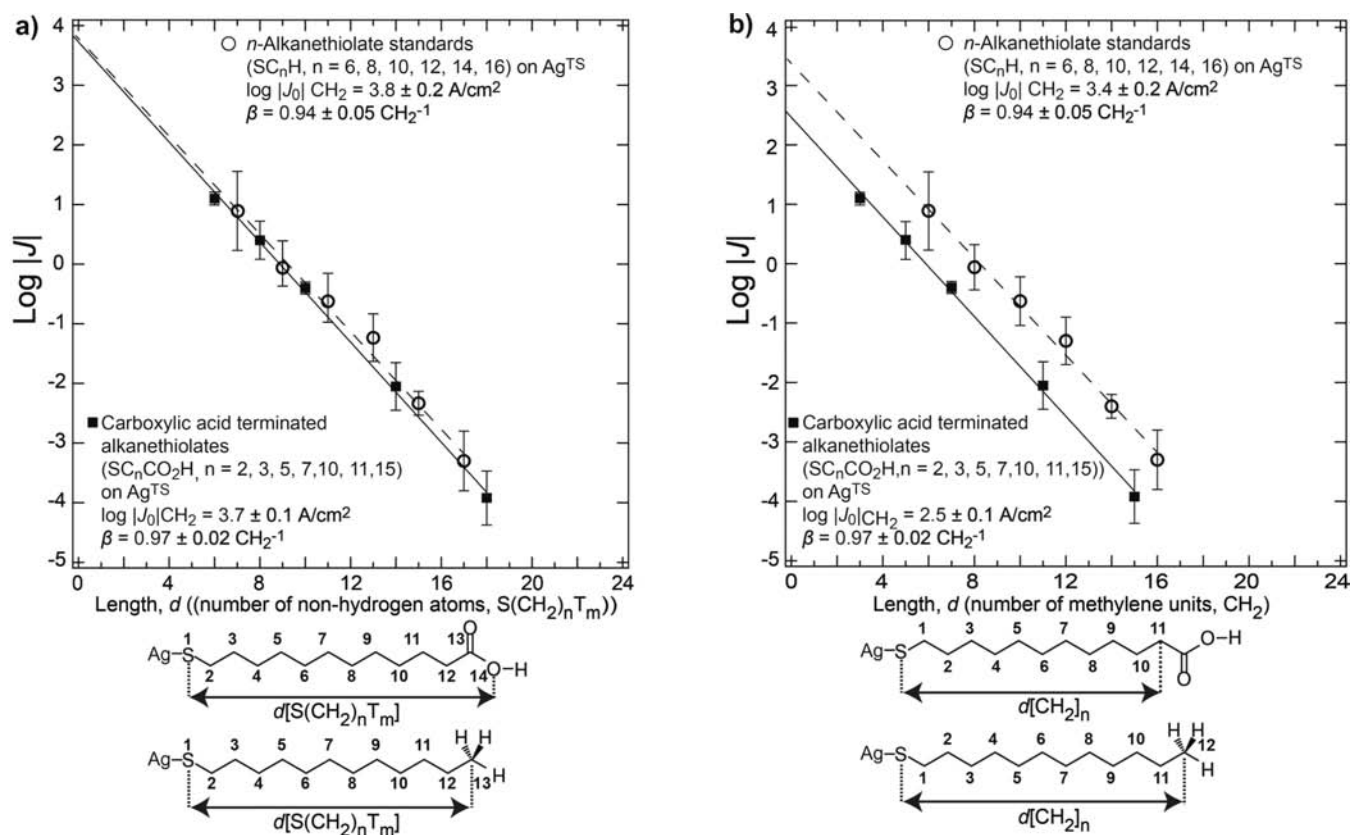 a)
4
3
2
1
0
-1
-2
-3
-4
-5
Log |J|
n-Alkanethiolate standards
(SCnH, n = 6, 8, 10, 12, 14, 16) on AgTS
log |J0| CH2 = 3.8 ± 0.2 A/cm2
β = 0.94 ± 0.05 CH2-1
Carboxylic acid terminated
alkanethiolates
(SCnCO2H, n = 2, 3, 5, 7,10, 11,15)
on AgTS
log |J0|CH2 = 3.7 ± 0.1 A/cm2
β = 0.97 ± 0.02 CH2-1
0 4 8 12 16 20 24
Length, d ((number of non-hydrogen atoms, S(CH2)nTm))
1 3 5 7 9 11 13 O
Ag-S O-H
2 4 6 8 10 12 14
d[S(CH2)nTm]
1 3 5 7 9 11 H H
Ag-S H
2 4 6 8 10 12 13
d[S(CH2)nTm]
b)
4
3
2
1
0
-1
-2
-3
-4
-5
Log |J|
n-Alkanethiolate standards
(SCnH, n = 6, 8, 10, 12, 14, 16) on AgTS
log |J0| CH2 = 3.4 ± 0.2 A/cm2
β = 0.94 ± 0.05 CH2-1
Carboxylic acid terminated
alkanethiolates
(SCnCO2H,n = 2, 3, 5, 7,10, 11,15))
on AgTS
log |J0|CH2 = 2.5 ± 0.1 A/cm2
β = 0.97 ± 0.02 CH2-1
0 4 8 12 16 20 24
Length, d (number of methylene units, CH2)
1 3 5 7 9 11
Ag-S O-H
2 4 6 8 10 O
d[CH2]n
2 4 6 8 10 H H 12
Ag-S H
1 3 5 7 9 11
d[CH2]n